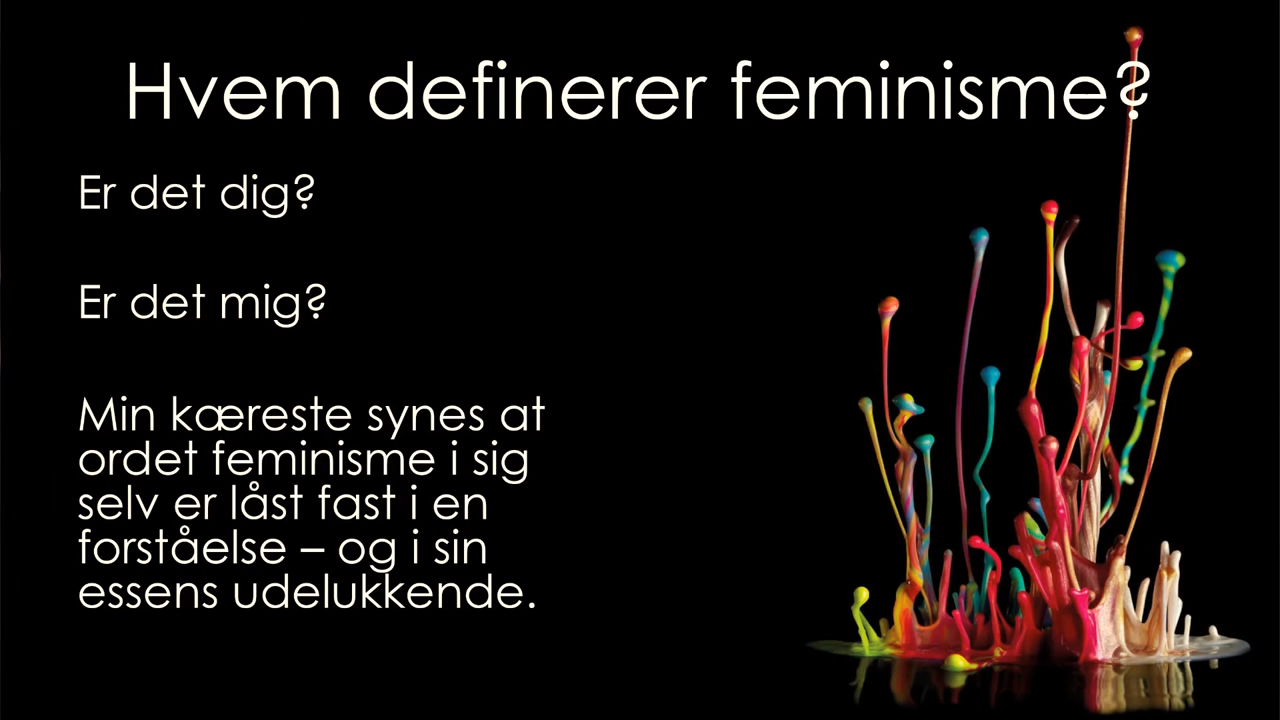 Hvem definerer feminisme?
Er det dig?
Er det mig?
Min kæreste synes at
ordet feminisme i sig
selv er låst fast i en
forståelse – og i sin
essens udelukkende.